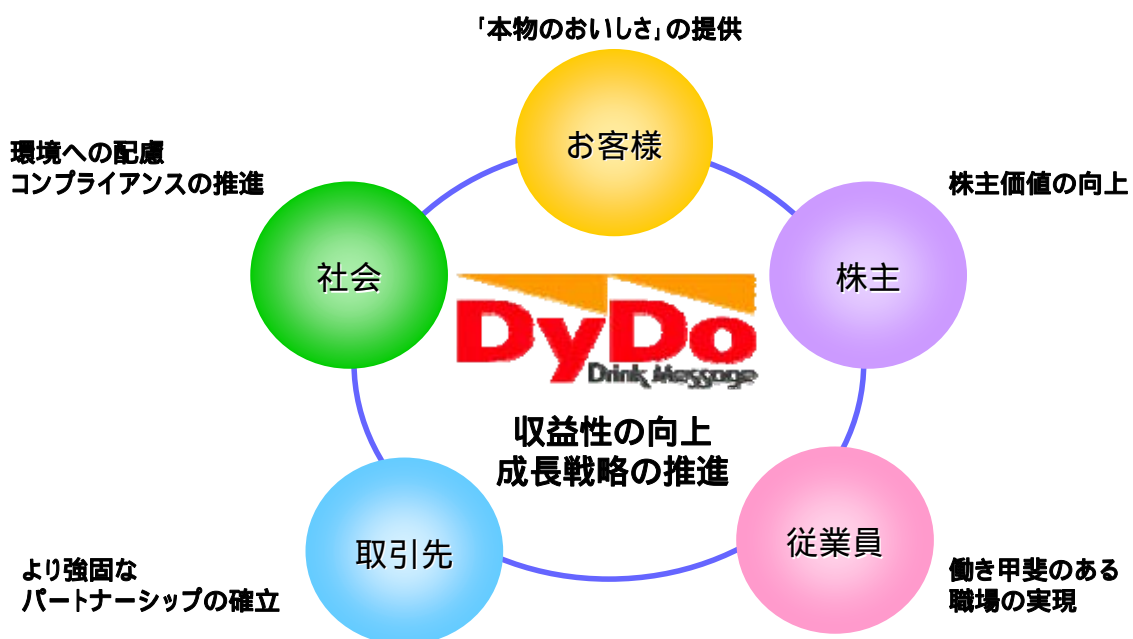 「本物のおいしさ」の提供
お客様
環境への配慮
コンプライアンスの推進
株主価値の向上
社会
株主
DyDo
Drink Message
収益性の向上
成長戦略の推進
取引先
従業員
より強固な
パートナーシップの確立
働き甲斐のある
職場の実現